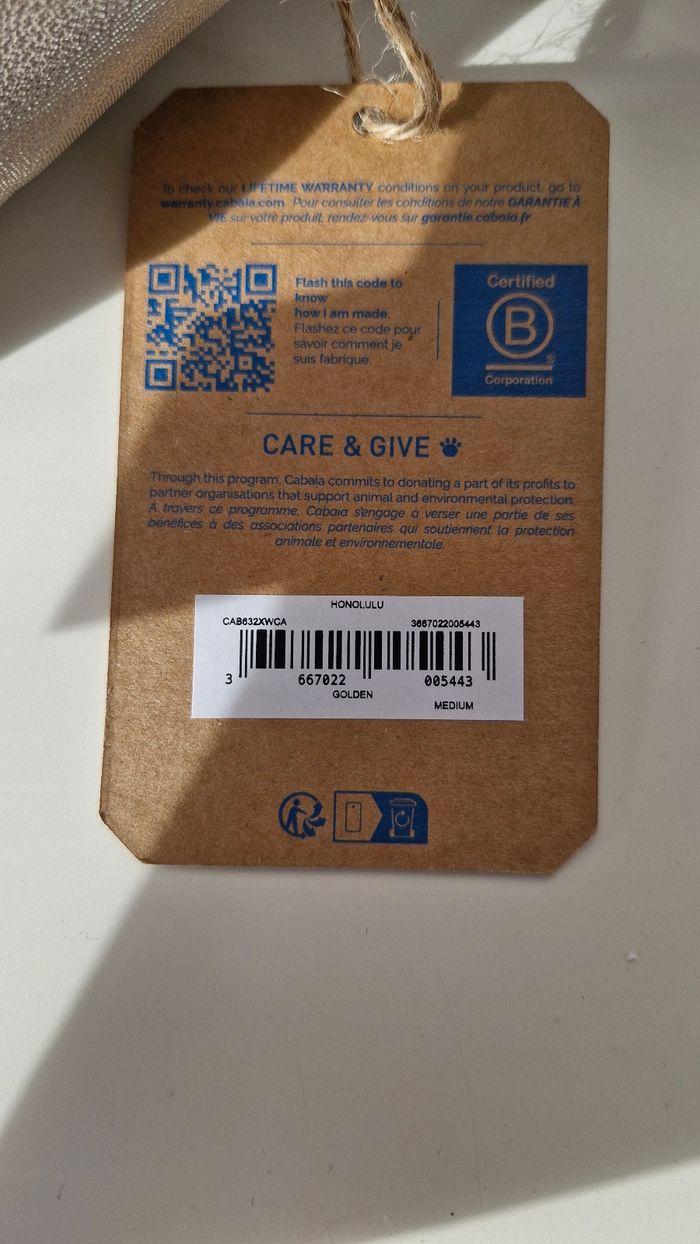 To check our LIFETIME WARRANTY conditions on your product, go to
warranty.cabaia.com. Pour consulter les conditions de notre GARANTIE À
VIE sur votre produit, rendez-vous sur garantie.cabaia.fr
Flash this code to
know
how I am made.
Flashez ce code pour
savoir comment je
suis fabriqué.
Certified
B
®
Corporation
CARE & GIVE
Through this program, Cabaia commits to donating a part of its profits to
partner organisations that support animal and environmental protection.
A travers ce programme, Cabaia s'engage à verser une partie de ses
bénéfices à des associations partenaires qui soutiennent la protection
animale et environnementale.
HONOLULU
CAB632XWCA 3667022005443
3 667022 005443
GOLDEN
MEDIUM